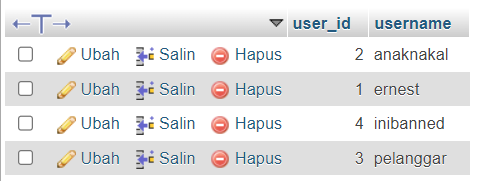 user_id username
Ubah Salin Hapus 2 anaknakal
Ubah Salin Hapus 1 ernest
Ubah Salin Hapus 4 inibanned
Ubah Salin Hapus 3 pelanggar